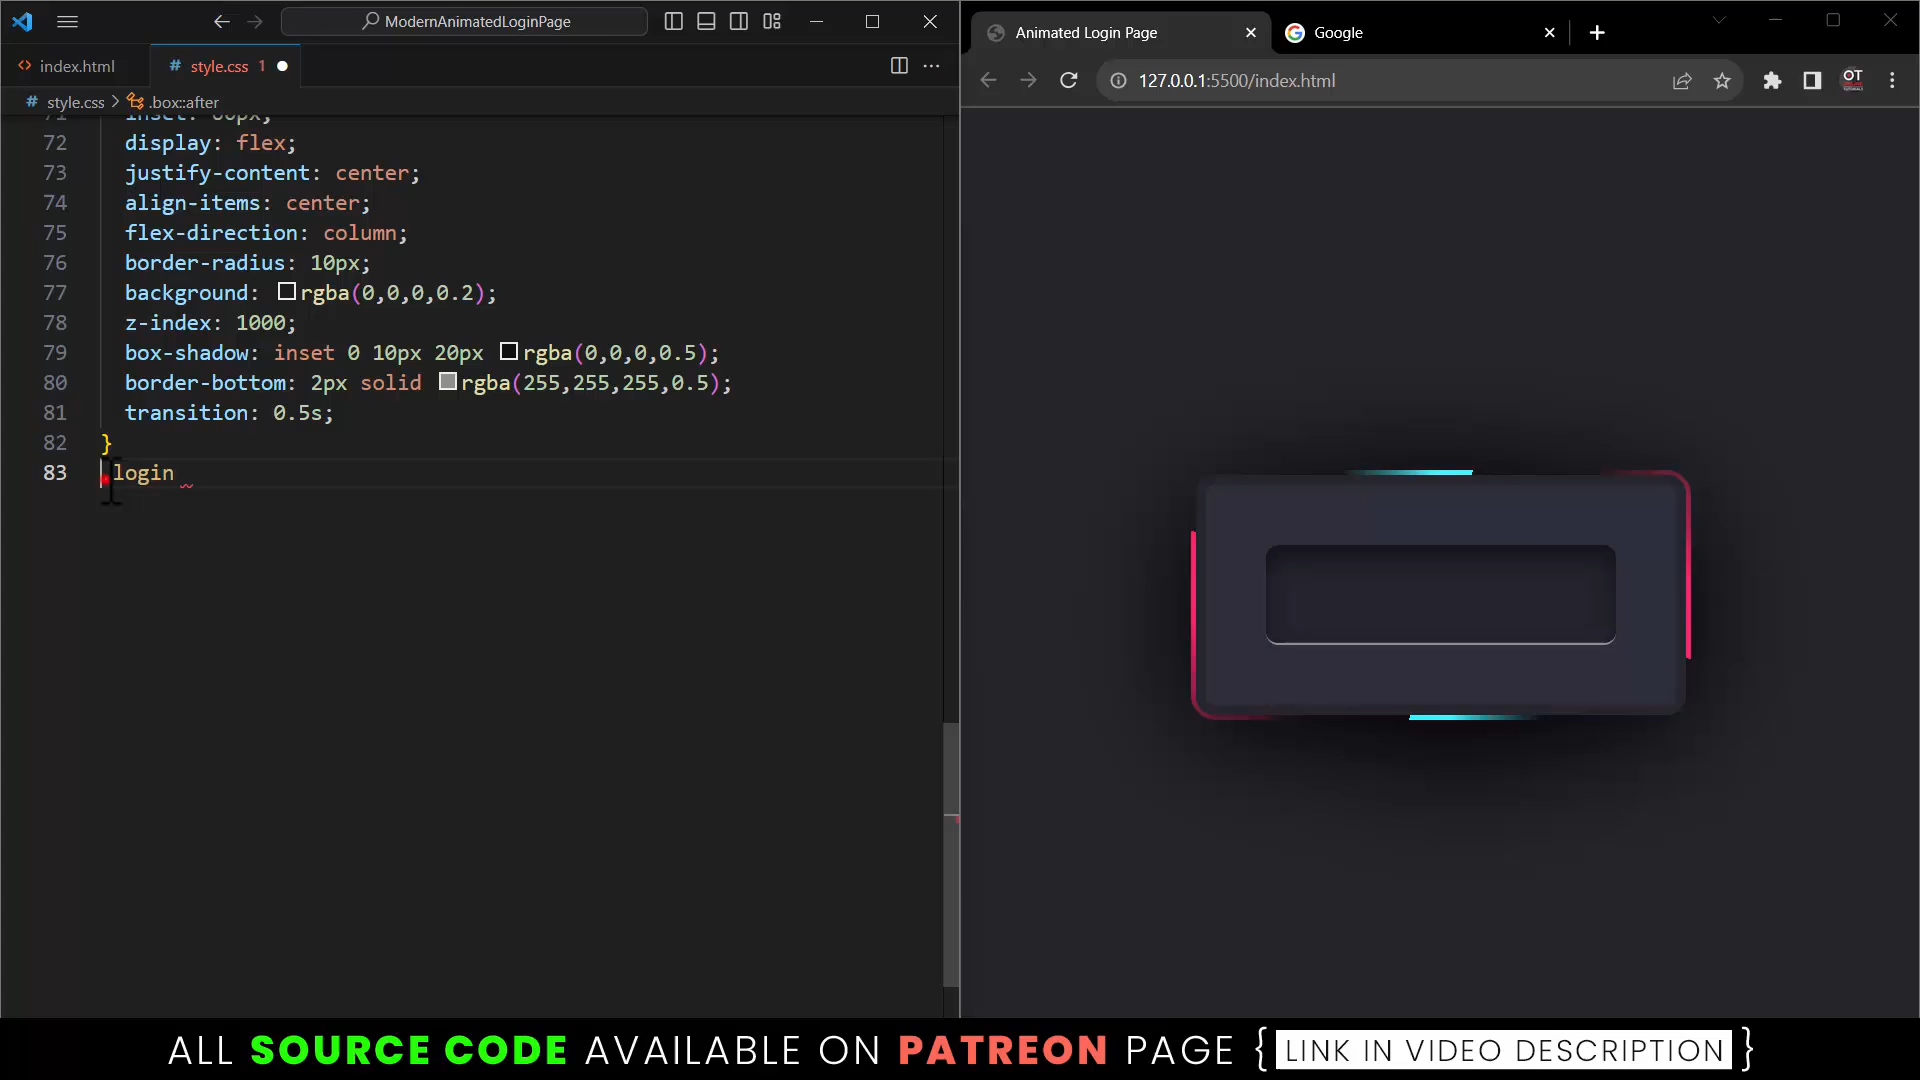 ModernAnimatedLoginPage
index.html
# style.css 1
# style.css > .box::after
71 inset: 60px;
72 display: flex;
73 justify-content: center;
74 align-items: center;
75 flex-direction: column;
76 border-radius: 10px;
77 background: rgba(0,0,0,0.2);
78 z-index: 1000;
79 box-shadow: inset 0 10px 20px rgba(0,0,0,0.5);
80 border-bottom: 2px solid rgba(255,255,255,0.5);
81 transition: 0.5s;
82 }
83 .login
Animated Login Page
Google
127.0.0.1:5500/index.html
OT
ALL SOURCE CODE AVAILABLE ON PATREON PAGE { LINK IN VIDEO DESCRIPTION }